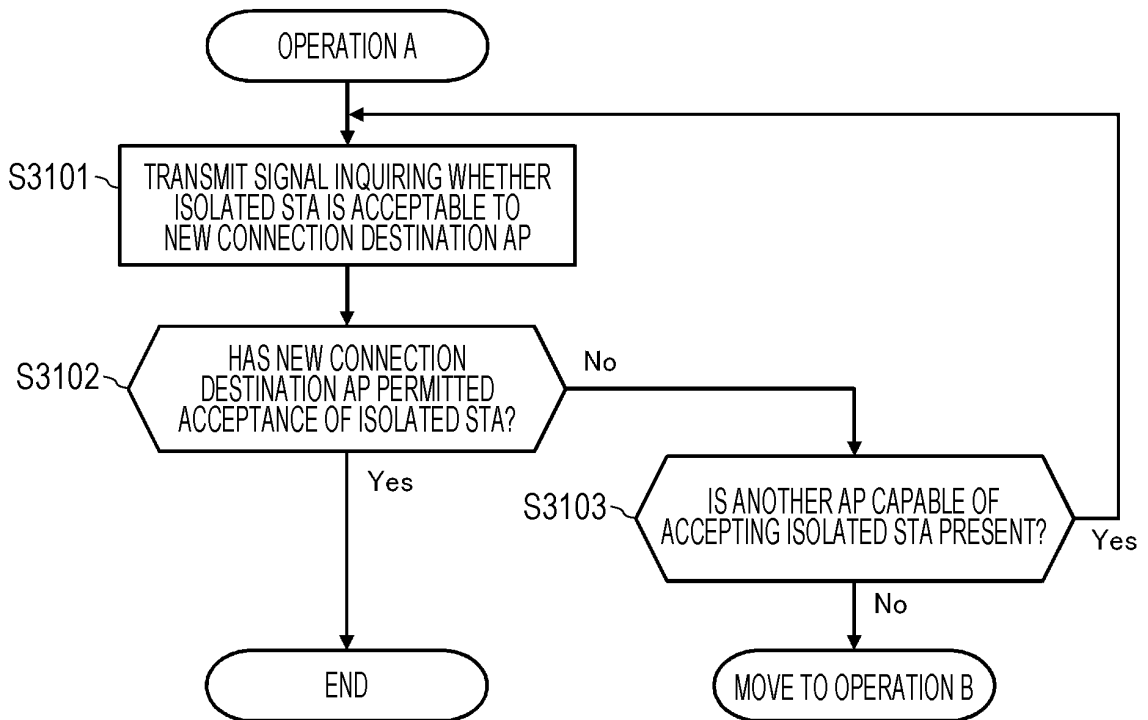 OPERATION A
S3101
TRANSMIT SIGNAL INQUIRING WHETHER
ISOLATED STA IS ACCEPTABLE TO
NEW CONNECTION DESTINATION AP
S3102
HAS NEW CONNECTION
DESTINATION AP PERMITTED
ACCEPTANCE OF ISOLATED STA?
No
Yes
S3103
IS ANOTHER AP CAPABLE OF
ACCEPTING ISOLATED STA PRESENT?
Yes
No
END
MOVE TO OPERATION B